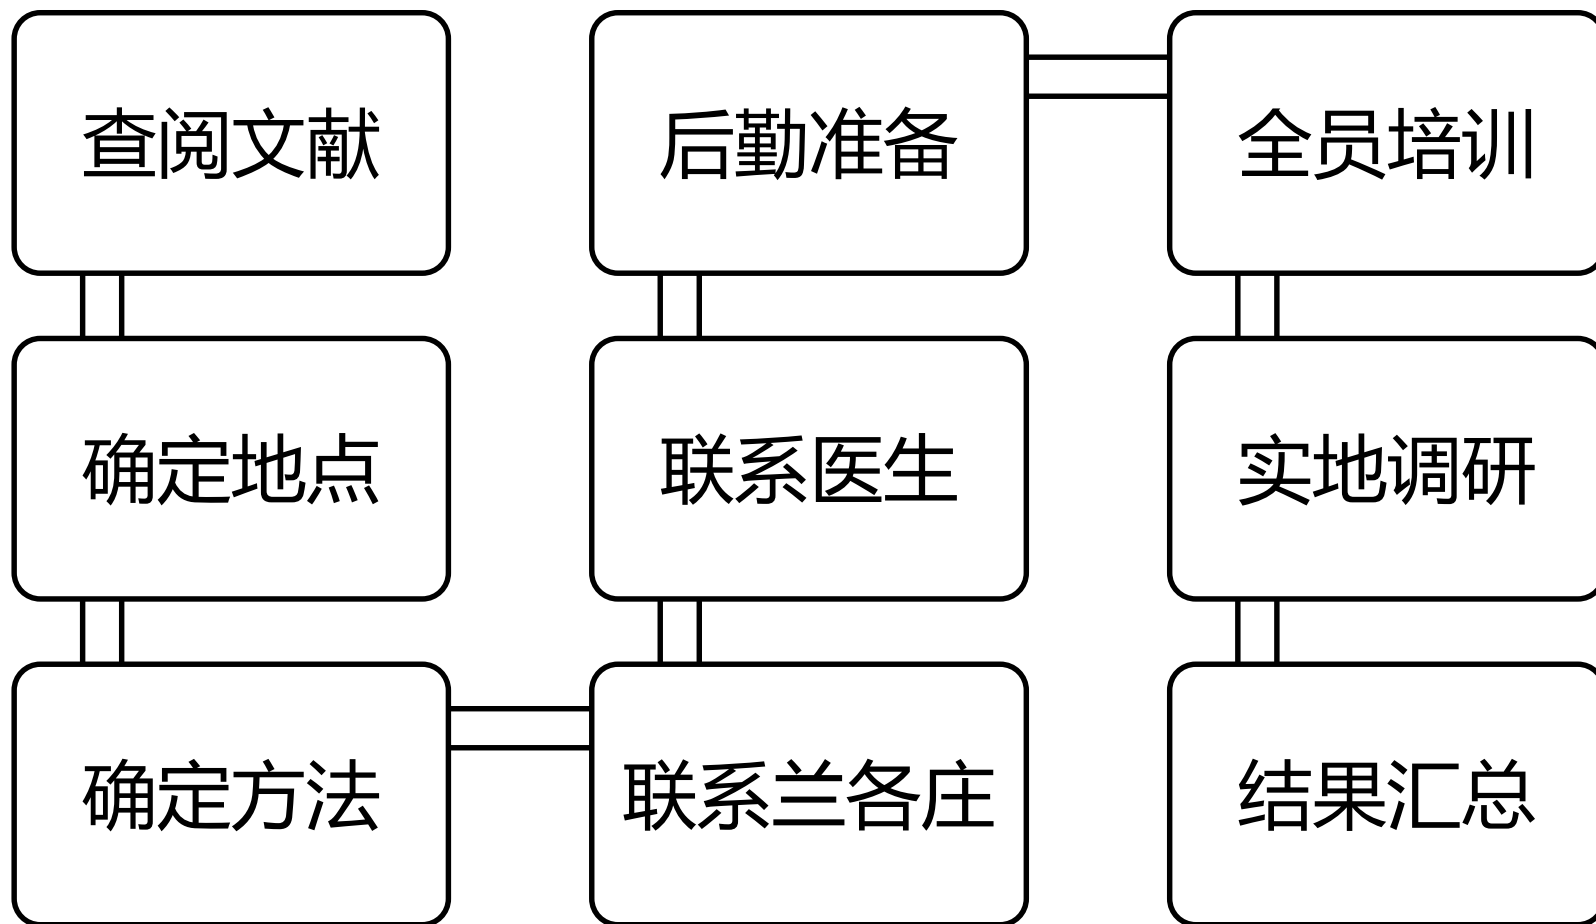 查阅文献
确定地点
确定方法
联系兰各庄
联系医生
后勤准备
全员培训
实地调研
结果汇总